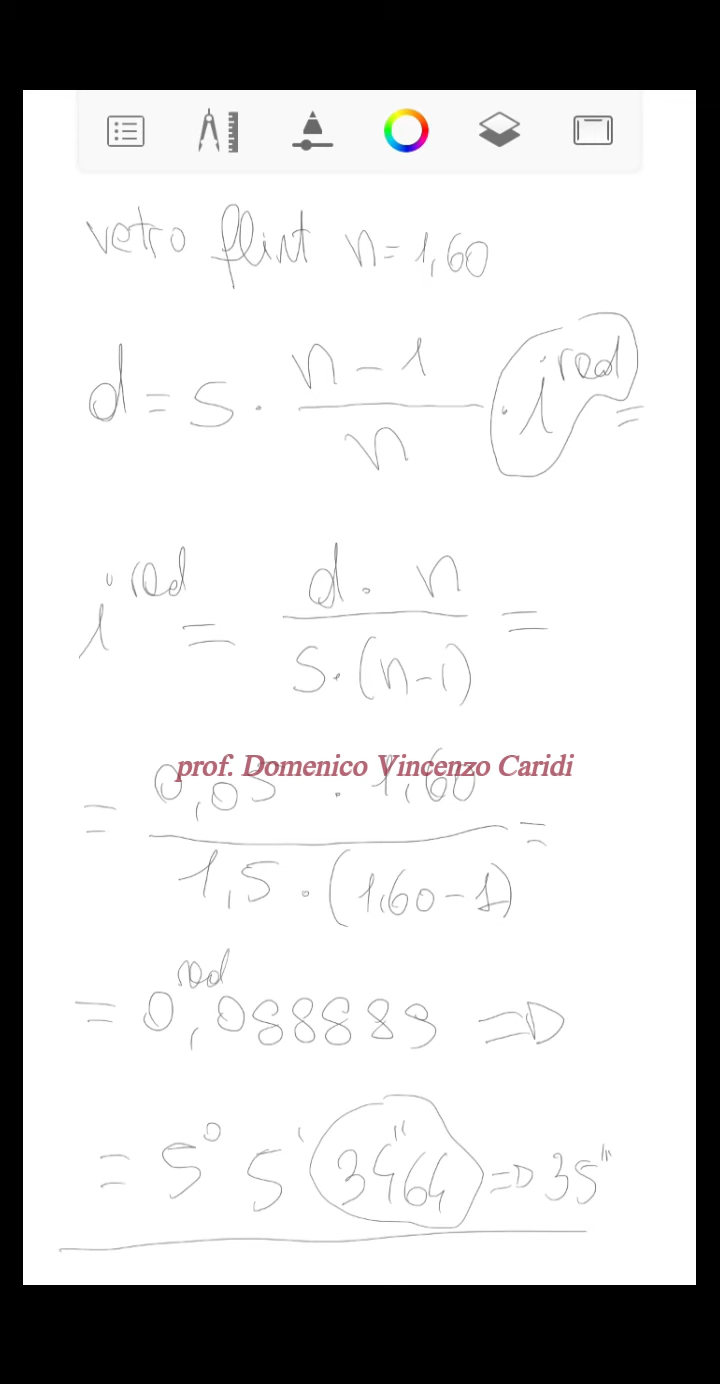 vetro flint n = 1,60
d = s · n - 1 / n · i^rad =
i^rad = d · n / s · (n - 1) =
prof. Domenico Vincenzo Caridi
= 0,05 · 1,60 / 1,5 · (1,60 - 1) =
= 0^rad,088889 =>
= 5° 5' 34"64 => 35"